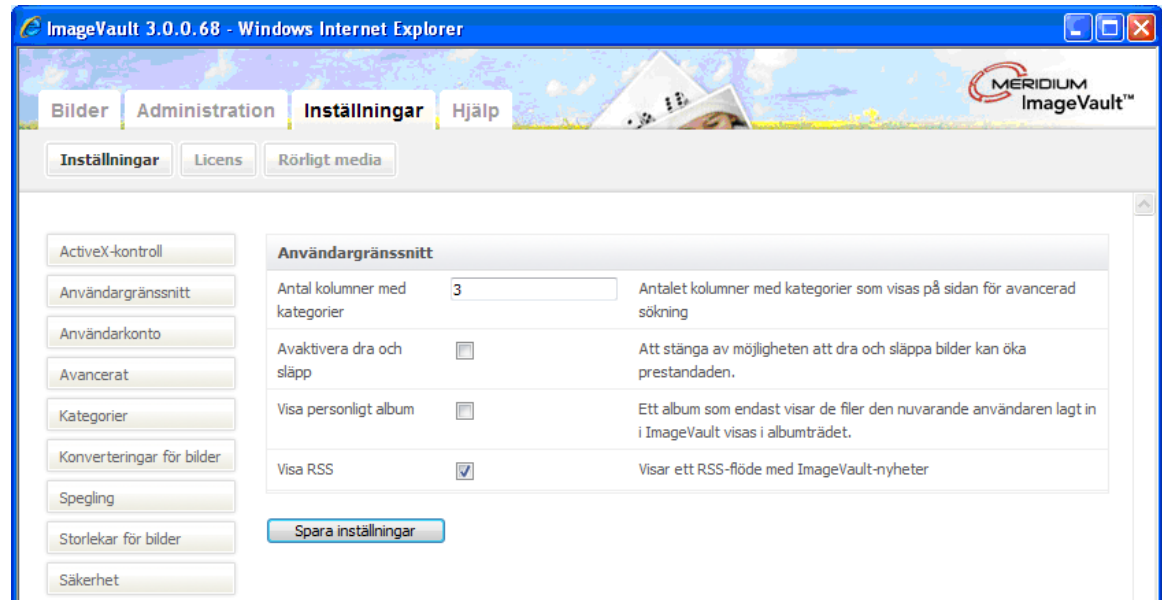 ImageVault 3.0.0.68 - Windows Internet Explorer
MERIDIUM
ImageVault™
Bilder Administration Inställningar Hjälp
Inställningar Licens Rörligt media
ActiveX-kontroll
Användargränssnitt
Användarkonto
Avancerat
Kategorier
Konverteringar för bilder
Spegling
Storlekar för bilder
Säkerhet
Användargränssnitt
Antal kolumner med
kategorier
3
Antalet kolumner med kategorier som visas på sidan för avancerad
sökning
Avaktivera dra och
släpp
Att stänga av möjligheten att dra och släppa bilder kan öka
prestandaden.
Visa personligt album
Ett album som endast visar de filer den nuvarande användaren lagt in
i ImageVault visas i albumträdet.
Visa RSS
Visar ett RSS-flöde med ImageVault-nyheter
Spara inställningar